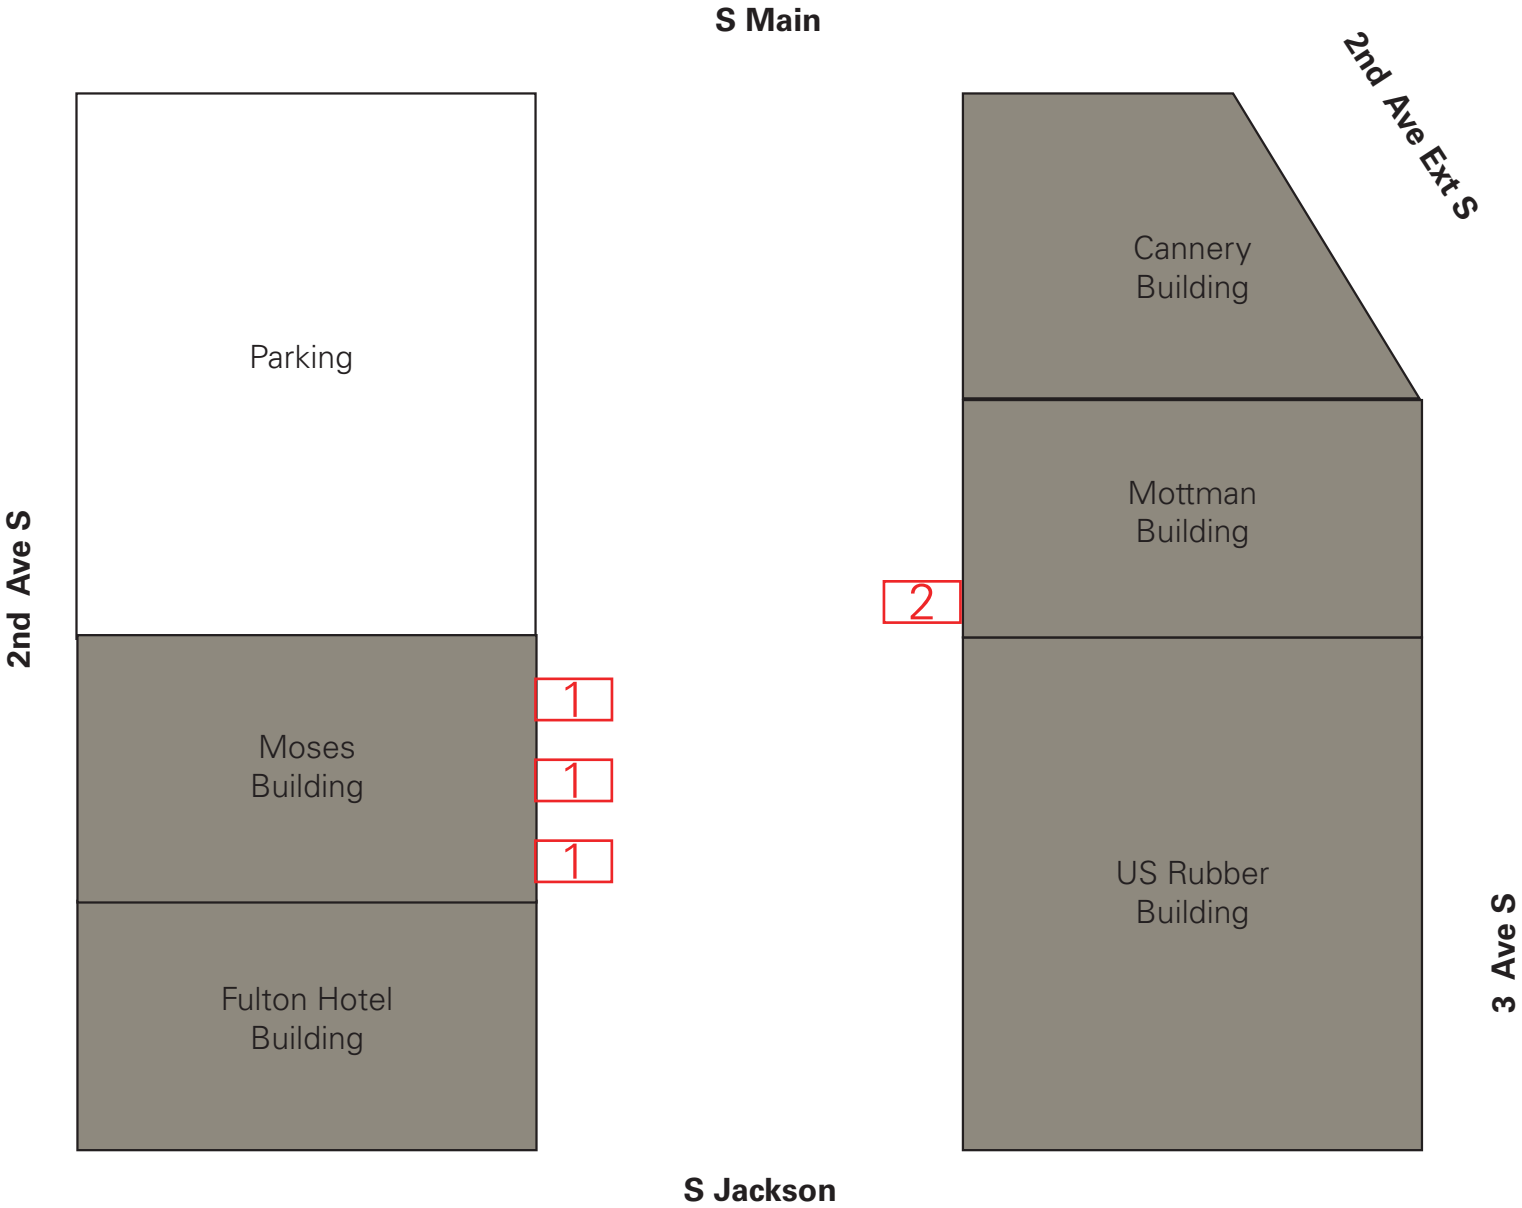 S Main
2nd Ave Ext S
Cannery
Building
Parking
Mottman
Building
2nd Ave S
2
1
Moses
Building
1
1
US Rubber
Building
3 Ave S
Fulton Hotel
Building
S Jackson